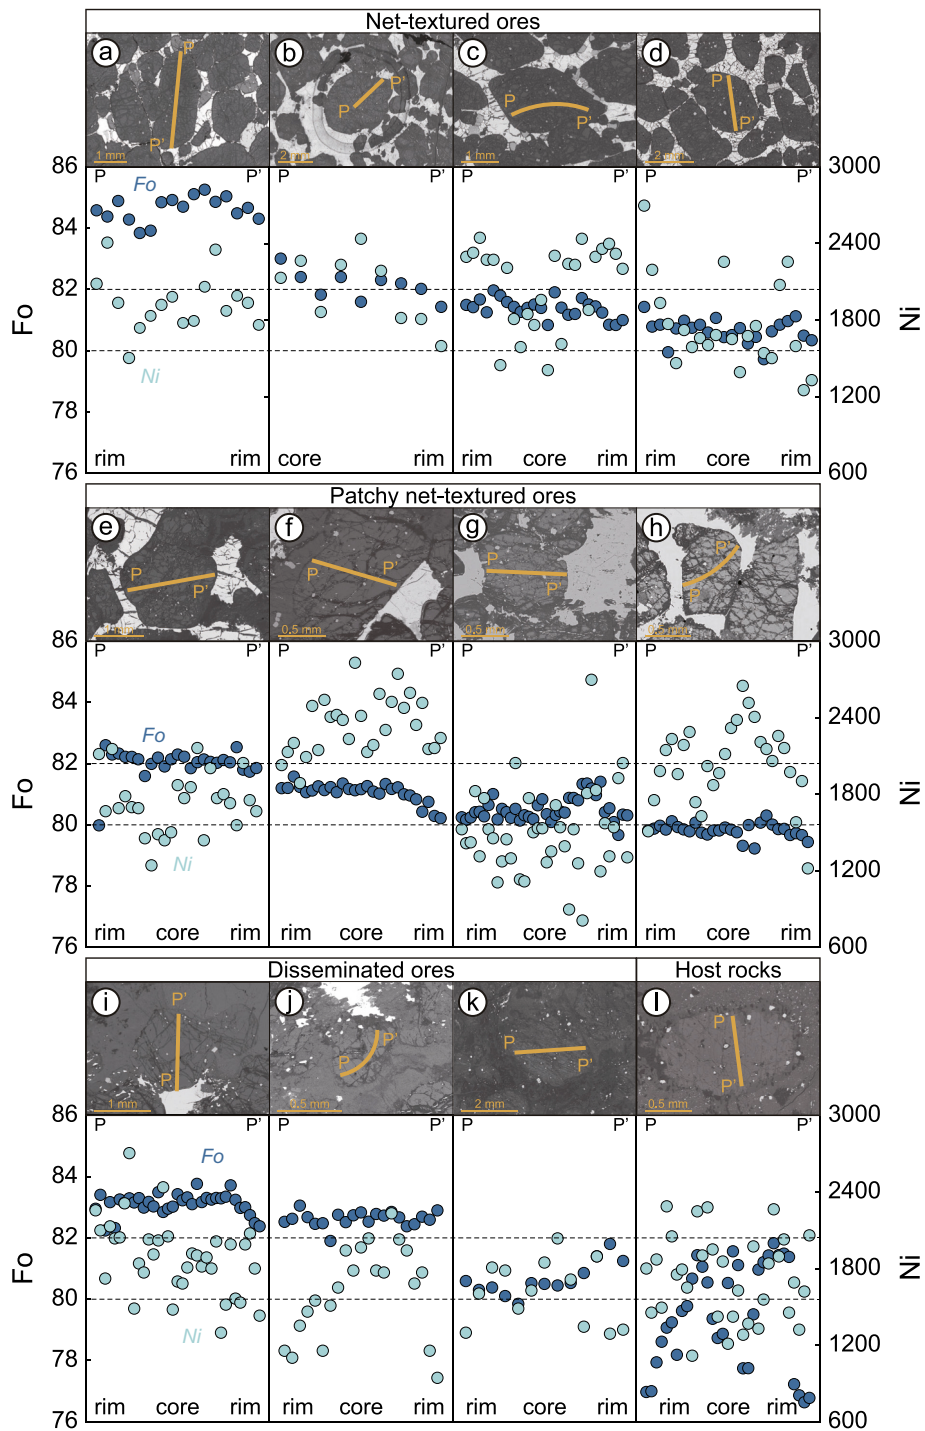 Net-textured ores
a b c d
P P' P P' P P' P P'
1 mm 2 mm 1 mm 2 mm
86 3000
P P' P P' P P' P P'
Fo
84 2400
82
Fo 1800 Ni
80
Ni
78 1200
rim rim core rim rim core rim rim core rim
76 600
Patchy net-textured ores
e f g h
P P' P P' P P' P P'
mm 0.5 mm 0.5 mm 0.5 mm
86 3000
P P' P P' P P' P P'
84 2400
Fo
82
Fo 1800 Ni
80
Ni
78 1200
rim core rim rim core rim rim core rim rim core rim
76 600
Disseminated ores Host rocks
i j k l
P' P P P' P P' P P'
1 mm 0.5 mm 2 mm 0.5 mm
86 3000
P P' P P' P P' P P'
84 2400
Fo
82
Fo 1800 Ni
80
Ni
78 1200
rim core rim rim core rim rim core rim rim core rim
76 600